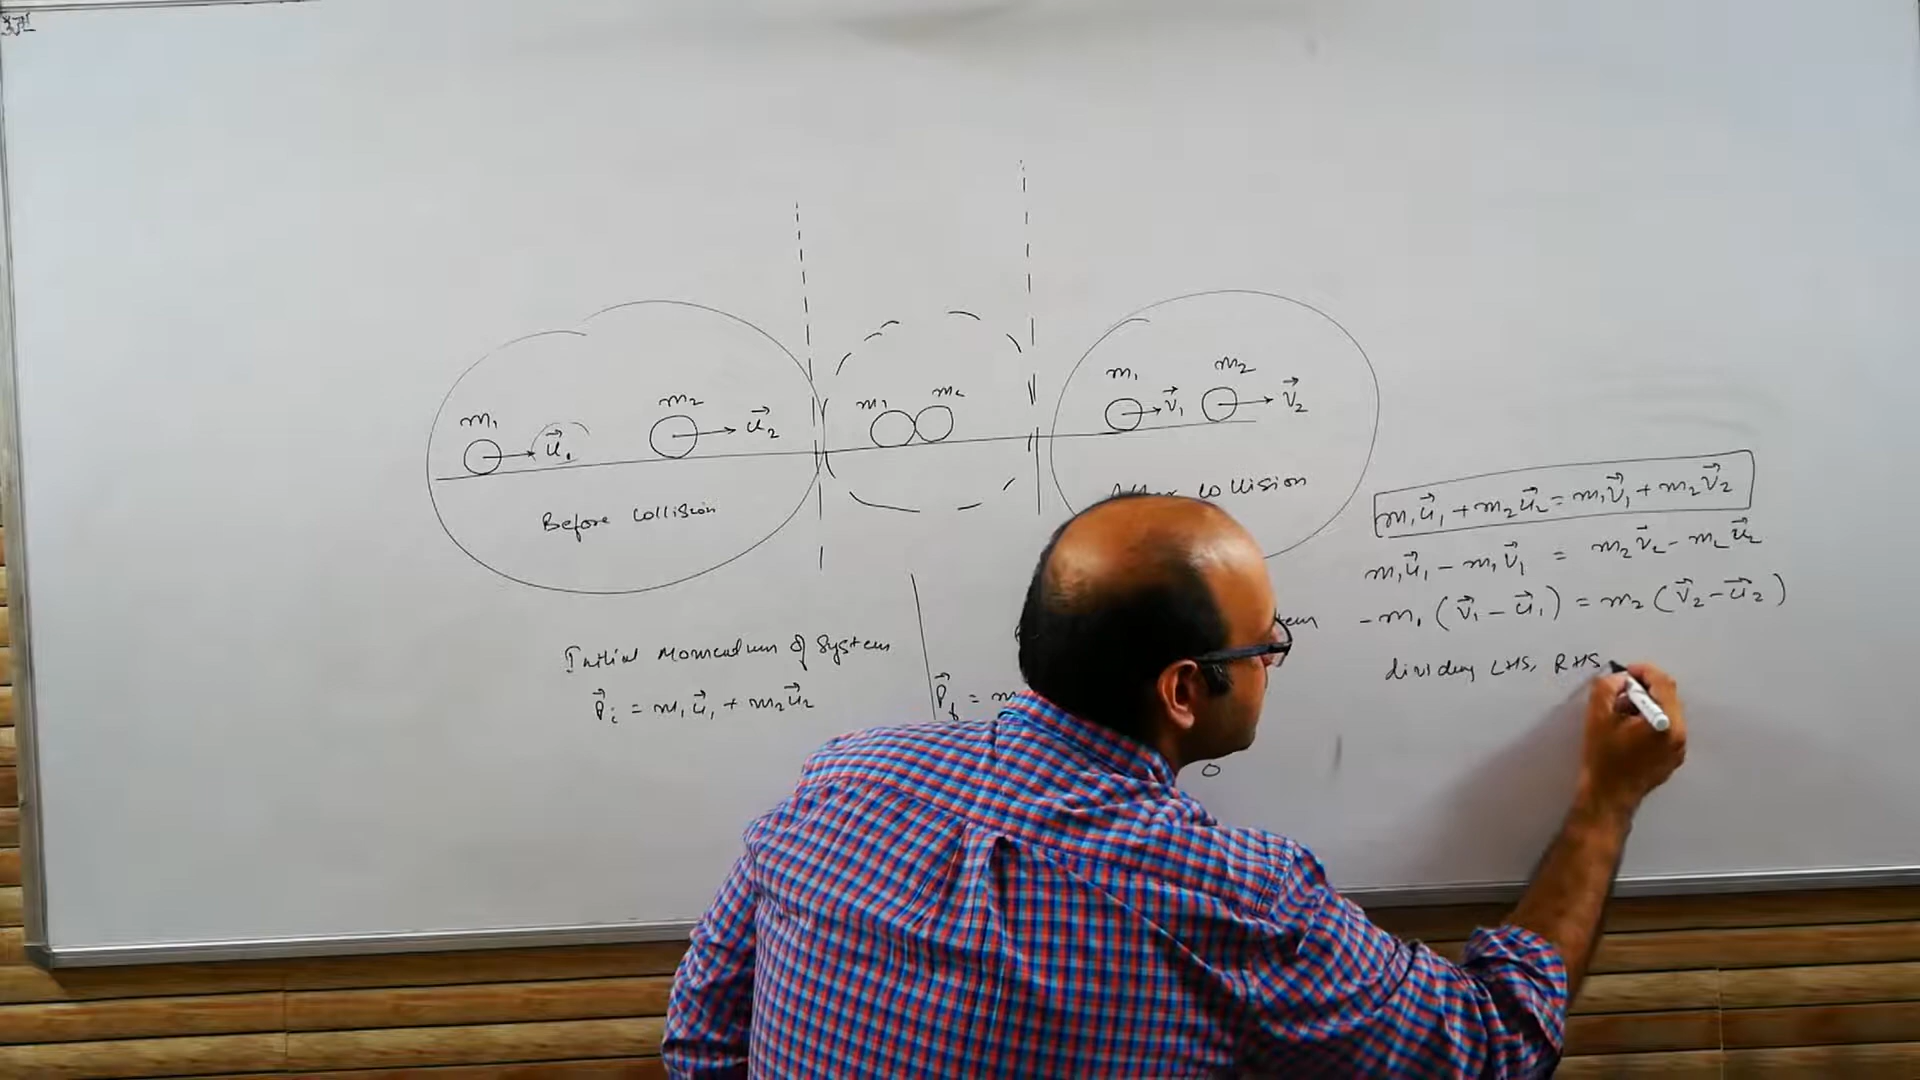 m₁ m₂ m₁ m₂ m₁ m₂
u⃗₁ u⃗₂ v⃗₁ v⃗₂
Before collision
collision
Initial Momentum of System
P⃗i = m₁u⃗₁ + m₂u⃗₂
P⃗f = m
m₁u⃗₁ + m₂u⃗₂ = m₁v⃗₁ + m₂v⃗₂
m₁u⃗₁ - m₁v⃗₁ = m₂v⃗₂ - m₂u⃗₂
-m₁ (v⃗₁ - u⃗₁) = m₂ (v⃗₂ - u⃗₂)
dividing LHS, RHS